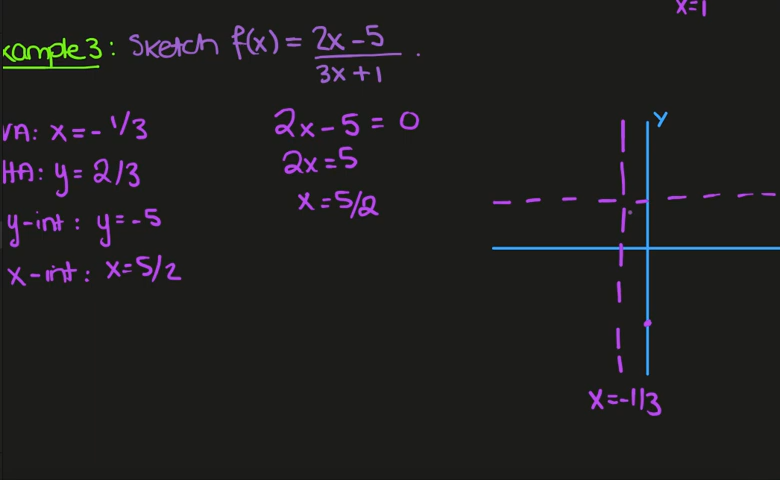 x=1
xample 3: Sketch f(x) = 2x-5 / 3x+1 .
VA: x = -1/3
HA: y = 2/3
y-int: y = -5
x-int: x = 5/2
2x - 5 = 0
2x = 5
x = 5/2
y
x = -1/3